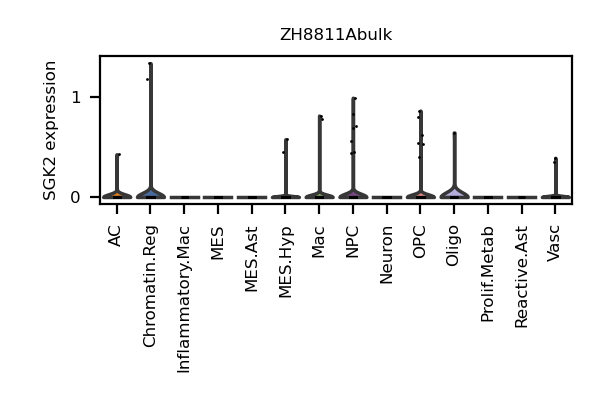 ZH8811Abulk
SGK2 expression
1
0
AC
Chromatin.Reg
Inflammatory.Mac
MES
MES.Ast
MES.Hyp
Mac
NPC
Neuron
OPC
Oligo
Prolif.Metab
Reactive.Ast
Vasc